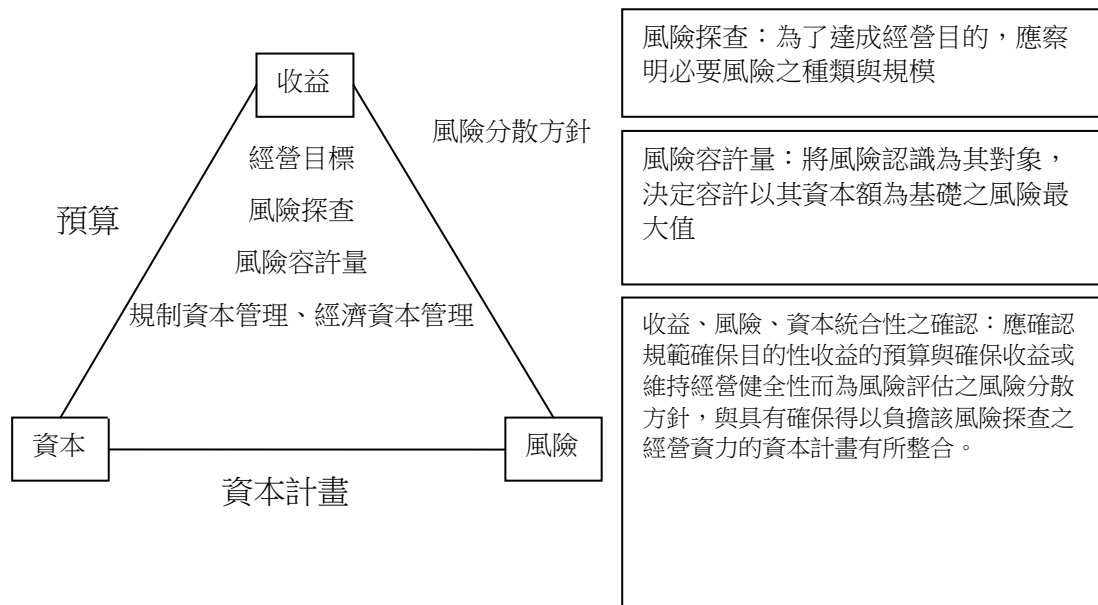 收益
風險分散方針
經營目標
預算
風險探查
風險容許量
規制資本管理、經濟資本管理
資本
風險
資本計畫
風險探查：為了達成經營目的，應察
明必要風險之種類與規模
風險容許量：將風險認識為其對象，
決定容許以其資本額為基礎之風險最
大值
收益、風險、資本統合性之確認：應確認
規範確保目的性收益的預算與確保收益或
維持經營健全性而為風險評估之風險分散
方針，與具有確保得以負擔該風險探查之
經營資力的資本計畫有所整合。